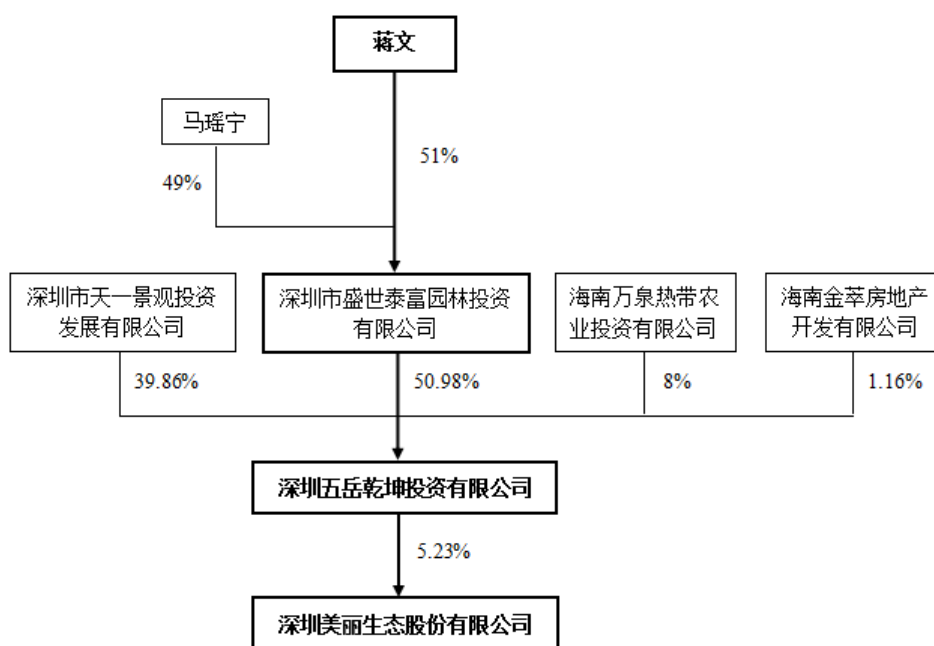 蒋文
马瑶宁
51%
49%
深圳市天一景观投资
发展有限公司
深圳市盛世泰富园林投资
有限公司
海南万泉热带农
业投资有限公司
海南金萃房地产
开发有限公司
39.86%
50.98%
8%
1.16%
深圳五岳乾坤投资有限公司
5.23%
深圳美丽生态股份有限公司